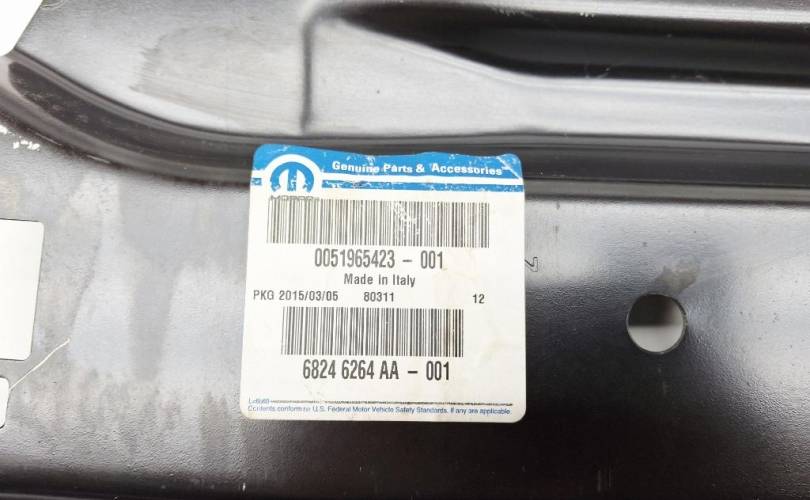 Genuine Parts & Accessories
MOPAR
0051965423 - 001
Made in Italy
PKG 2015/03/05 80311 12
6824 6264 AA - 001
Contents conform to U.S. Federal Motor Vehicle Safety Standards, if any are applicable.